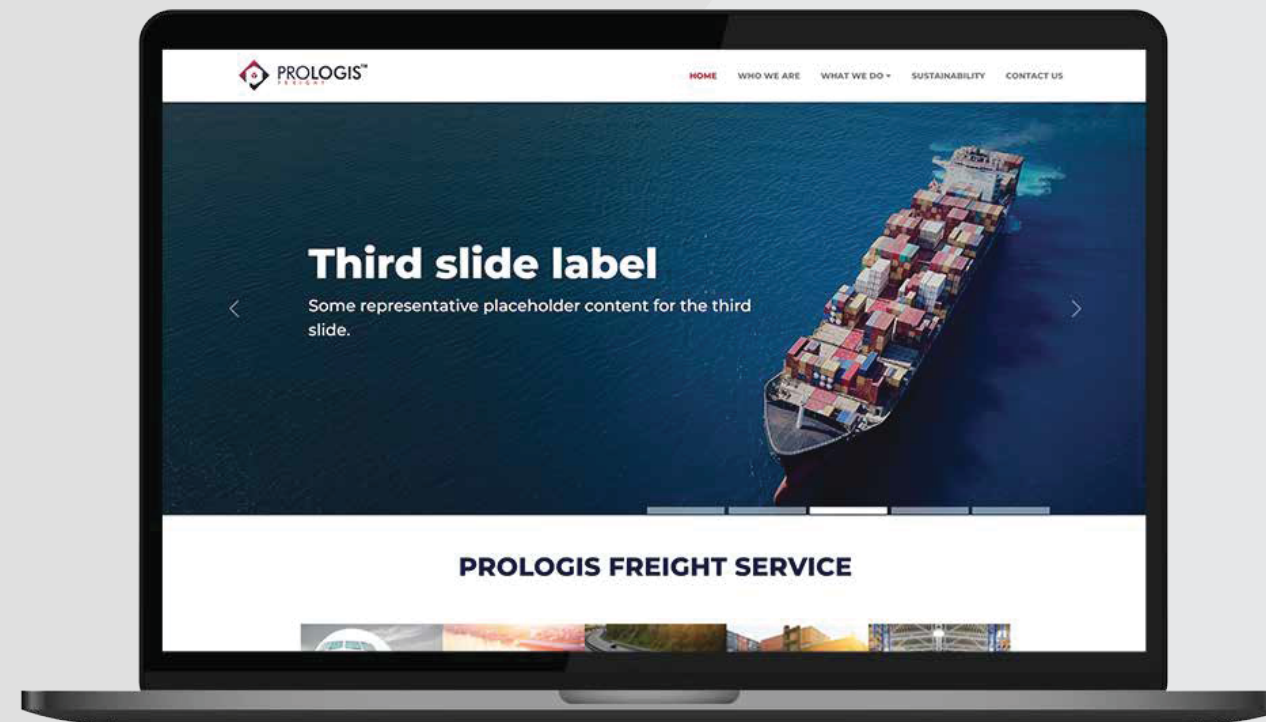 PROLOGIS™
FREIGHT
HOME WHO WE ARE WHAT WE DO SUSTAINABILITY CONTACT US
Third slide label
Some representative placeholder content for the third
slide.
PROLOGIS FREIGHT SERVICE